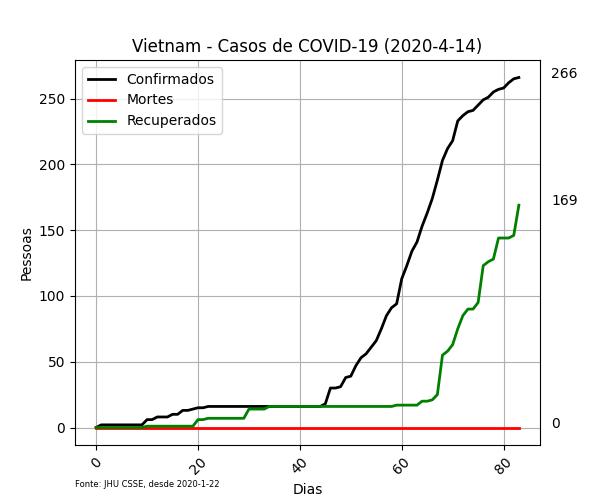 Vietnam - Casos de COVID-19 (2020-4-14)
Confirmados
Mortes
Recuperados
266
169
0
250
200
150
100
50
0
Pessoas
0
20
40
60
80
Dias
Fonte: JHU CSSE, desde 2020-1-22